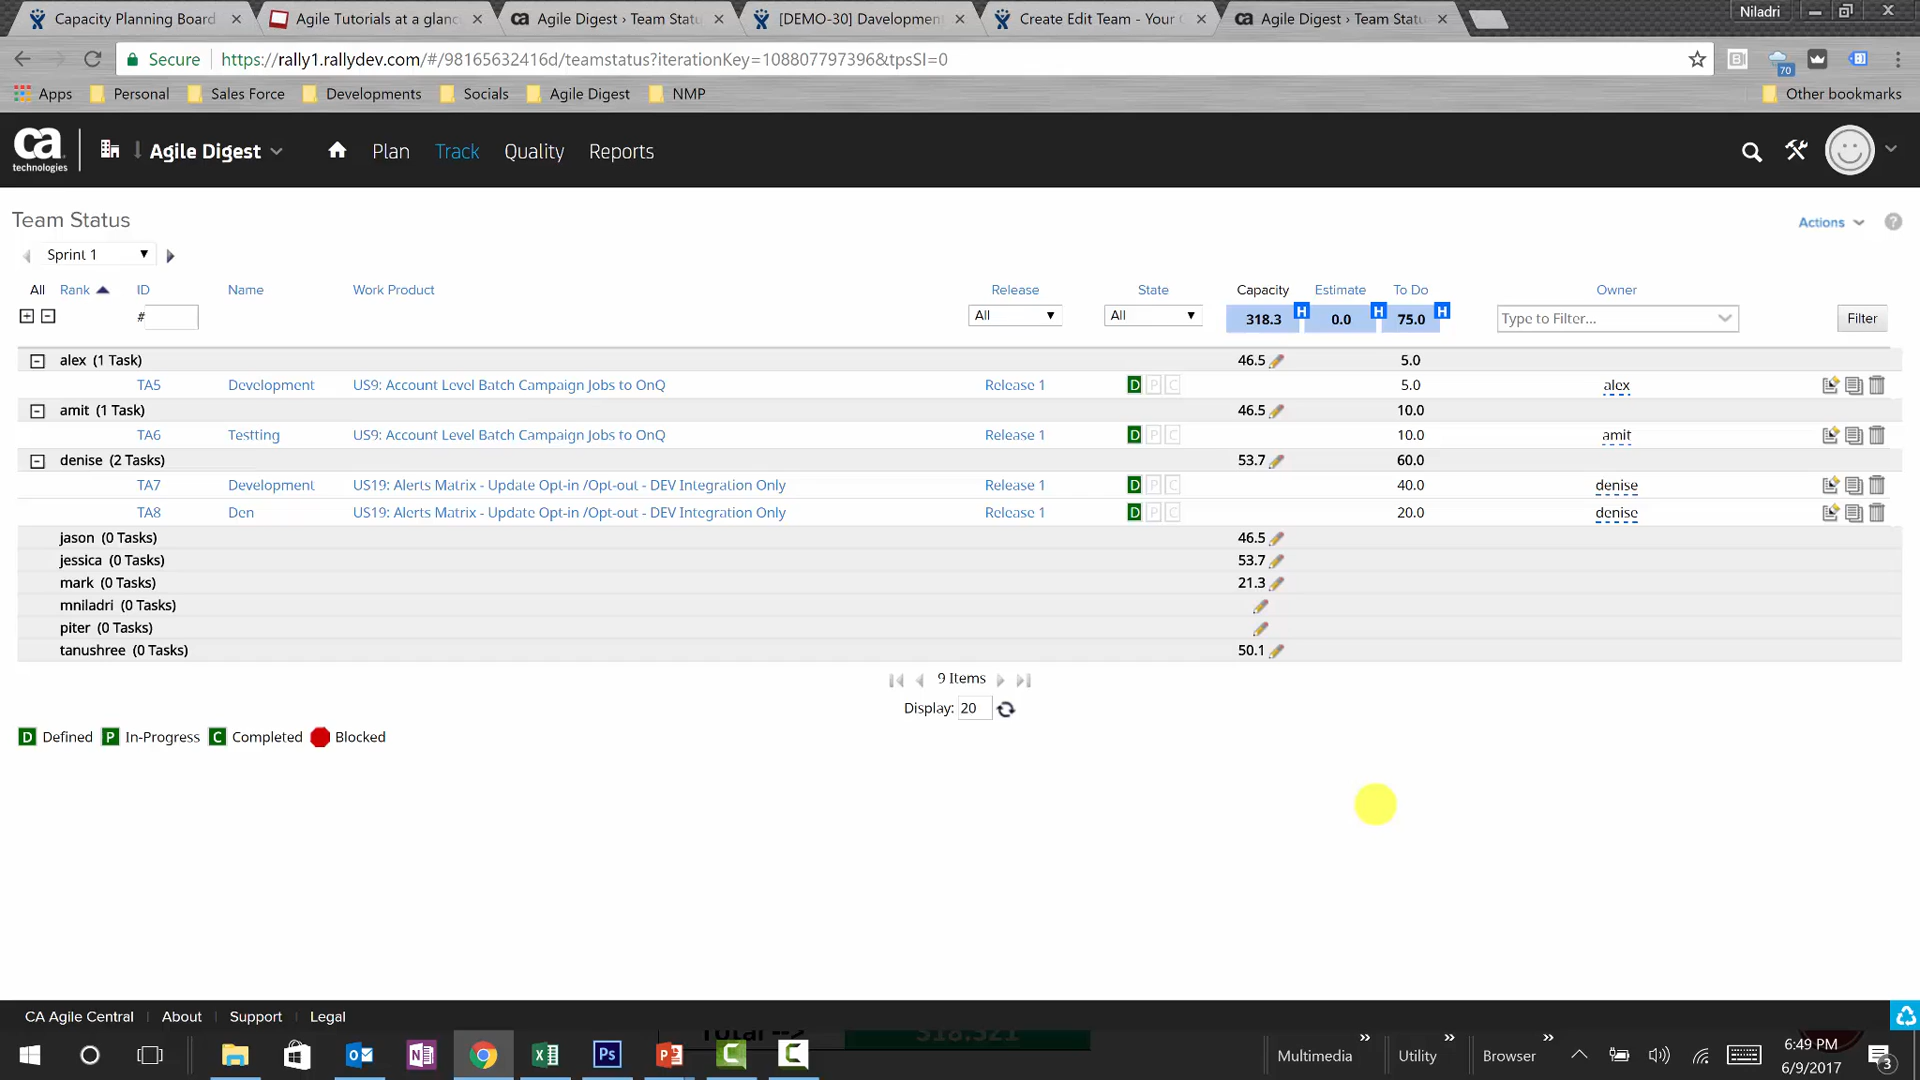 Capacity Planning Board
Agile Tutorials at a glanc
Agile Digest › Team Statu
[DEMO-30] Davelopmen
Create Edit Team - Your
Agile Digest › Team Statu
Niladri
Secure
https://rally1.rallydev.com/#/98165632416d/teamstatus?iterationKey=108807797396&tpsSI=0
70
Apps
Personal
Sales Force
Developments
Socials
Agile Digest
NMP
Other bookmarks
ca technologies
Agile Digest
Plan
Track
Quality
Reports
Team Status
Actions
?
Sprint 1
All Rank ID Name Work Product Release State Capacity Estimate To Do Owner
# All All 318.3 H 0.0 H 75.0 H Type to Filter... Filter
alex (1 Task) 46.5 5.0
TA5 Development US9: Account Level Batch Campaign Jobs to OnQ Release 1 D P C 5.0 alex
amit (1 Task) 46.5 10.0
TA6 Testting US9: Account Level Batch Campaign Jobs to OnQ Release 1 D P C 10.0 amit
denise (2 Tasks) 53.7 60.0
TA7 Development US19: Alerts Matrix - Update Opt-in /Opt-out - DEV Integration Only Release 1 D P C 40.0 denise
TA8 Den US19: Alerts Matrix - Update Opt-in /Opt-out - DEV Integration Only Release 1 D P C 20.0 denise
jason (0 Tasks) 46.5
jessica (0 Tasks) 53.7
mark (0 Tasks) 21.3
mniladri (0 Tasks)
piter (0 Tasks)
tanushree (0 Tasks) 50.1
9 Items
Display: 20
D Defined P In-Progress C Completed Blocked
CA Agile Central About Support Legal
Total -->
318.321
Multimedia
Utility
Browser
6:49 PM
6/9/2017
3